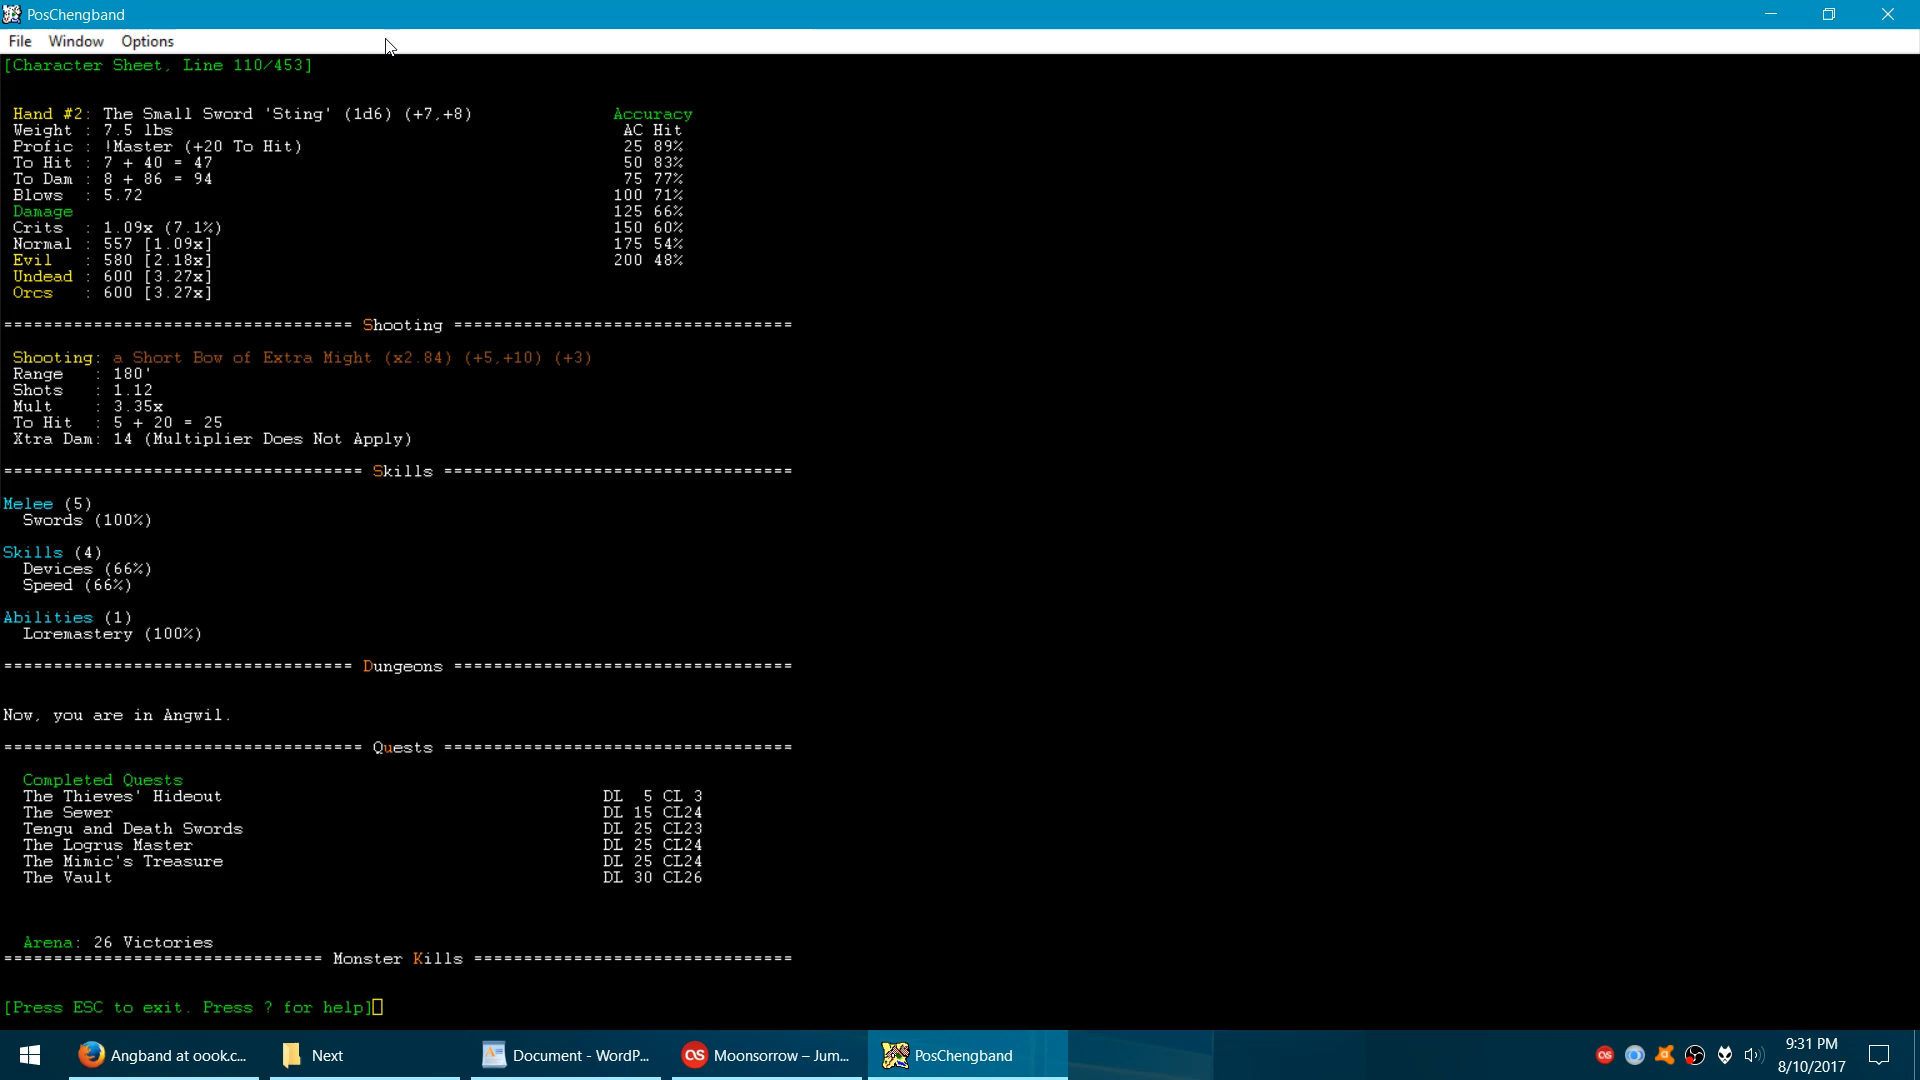 PosChengband
File Window Options
[Character Sheet, Line 110/453]
Hand #2: The Small Sword 'Sting' (1d6) (+7,+8) Accuracy
Weight : 7.5 lbs AC Hit
Profic : !Master (+20 To Hit) 25 89%
To Hit : 7 + 40 = 47 50 83%
To Dam : 8 + 86 = 94 75 77%
Blows : 5.72 100 71%
Damage 125 66%
Crits : 1.09x (7.1%) 150 60%
Normal : 557 [1.09x] 175 54%
Evil : 580 [2.18x] 200 48%
Undead : 600 [3.27x]
Orcs : 600 [3.27x]
=================================== Shooting ==================================
Shooting: a Short Bow of Extra Might (x2.84) (+5,+10) (+3)
Range : 180'
Shots : 1.12
Mult : 3.35x
To Hit : 5 + 20 = 25
Xtra Dam: 14 (Multiplier Does Not Apply)
==================================== Skills ===================================
Melee (5)
Swords (100%)
Skills (4)
Devices (66%)
Speed (66%)
Abilities (1)
Loremastery (100%)
=================================== Dungeons ==================================
Now, you are in Angwil.
==================================== Quests ===================================
Completed Quests
The Thieves' Hideout DL 5 CL 3
The Sewer DL 15 CL24
Tengu and Death Swords DL 25 CL23
The Logrus Master DL 25 CL24
The Mimic's Treasure DL 25 CL24
The Vault DL 30 CL26
Arena: 26 Victories
================================ Monster Kills ================================
[Press ESC to exit. Press ? for help]
Angband at oook.c... Next Document - WordP... Moonsorrow – Jum... PosChengband 9:31 PM
8/10/2017